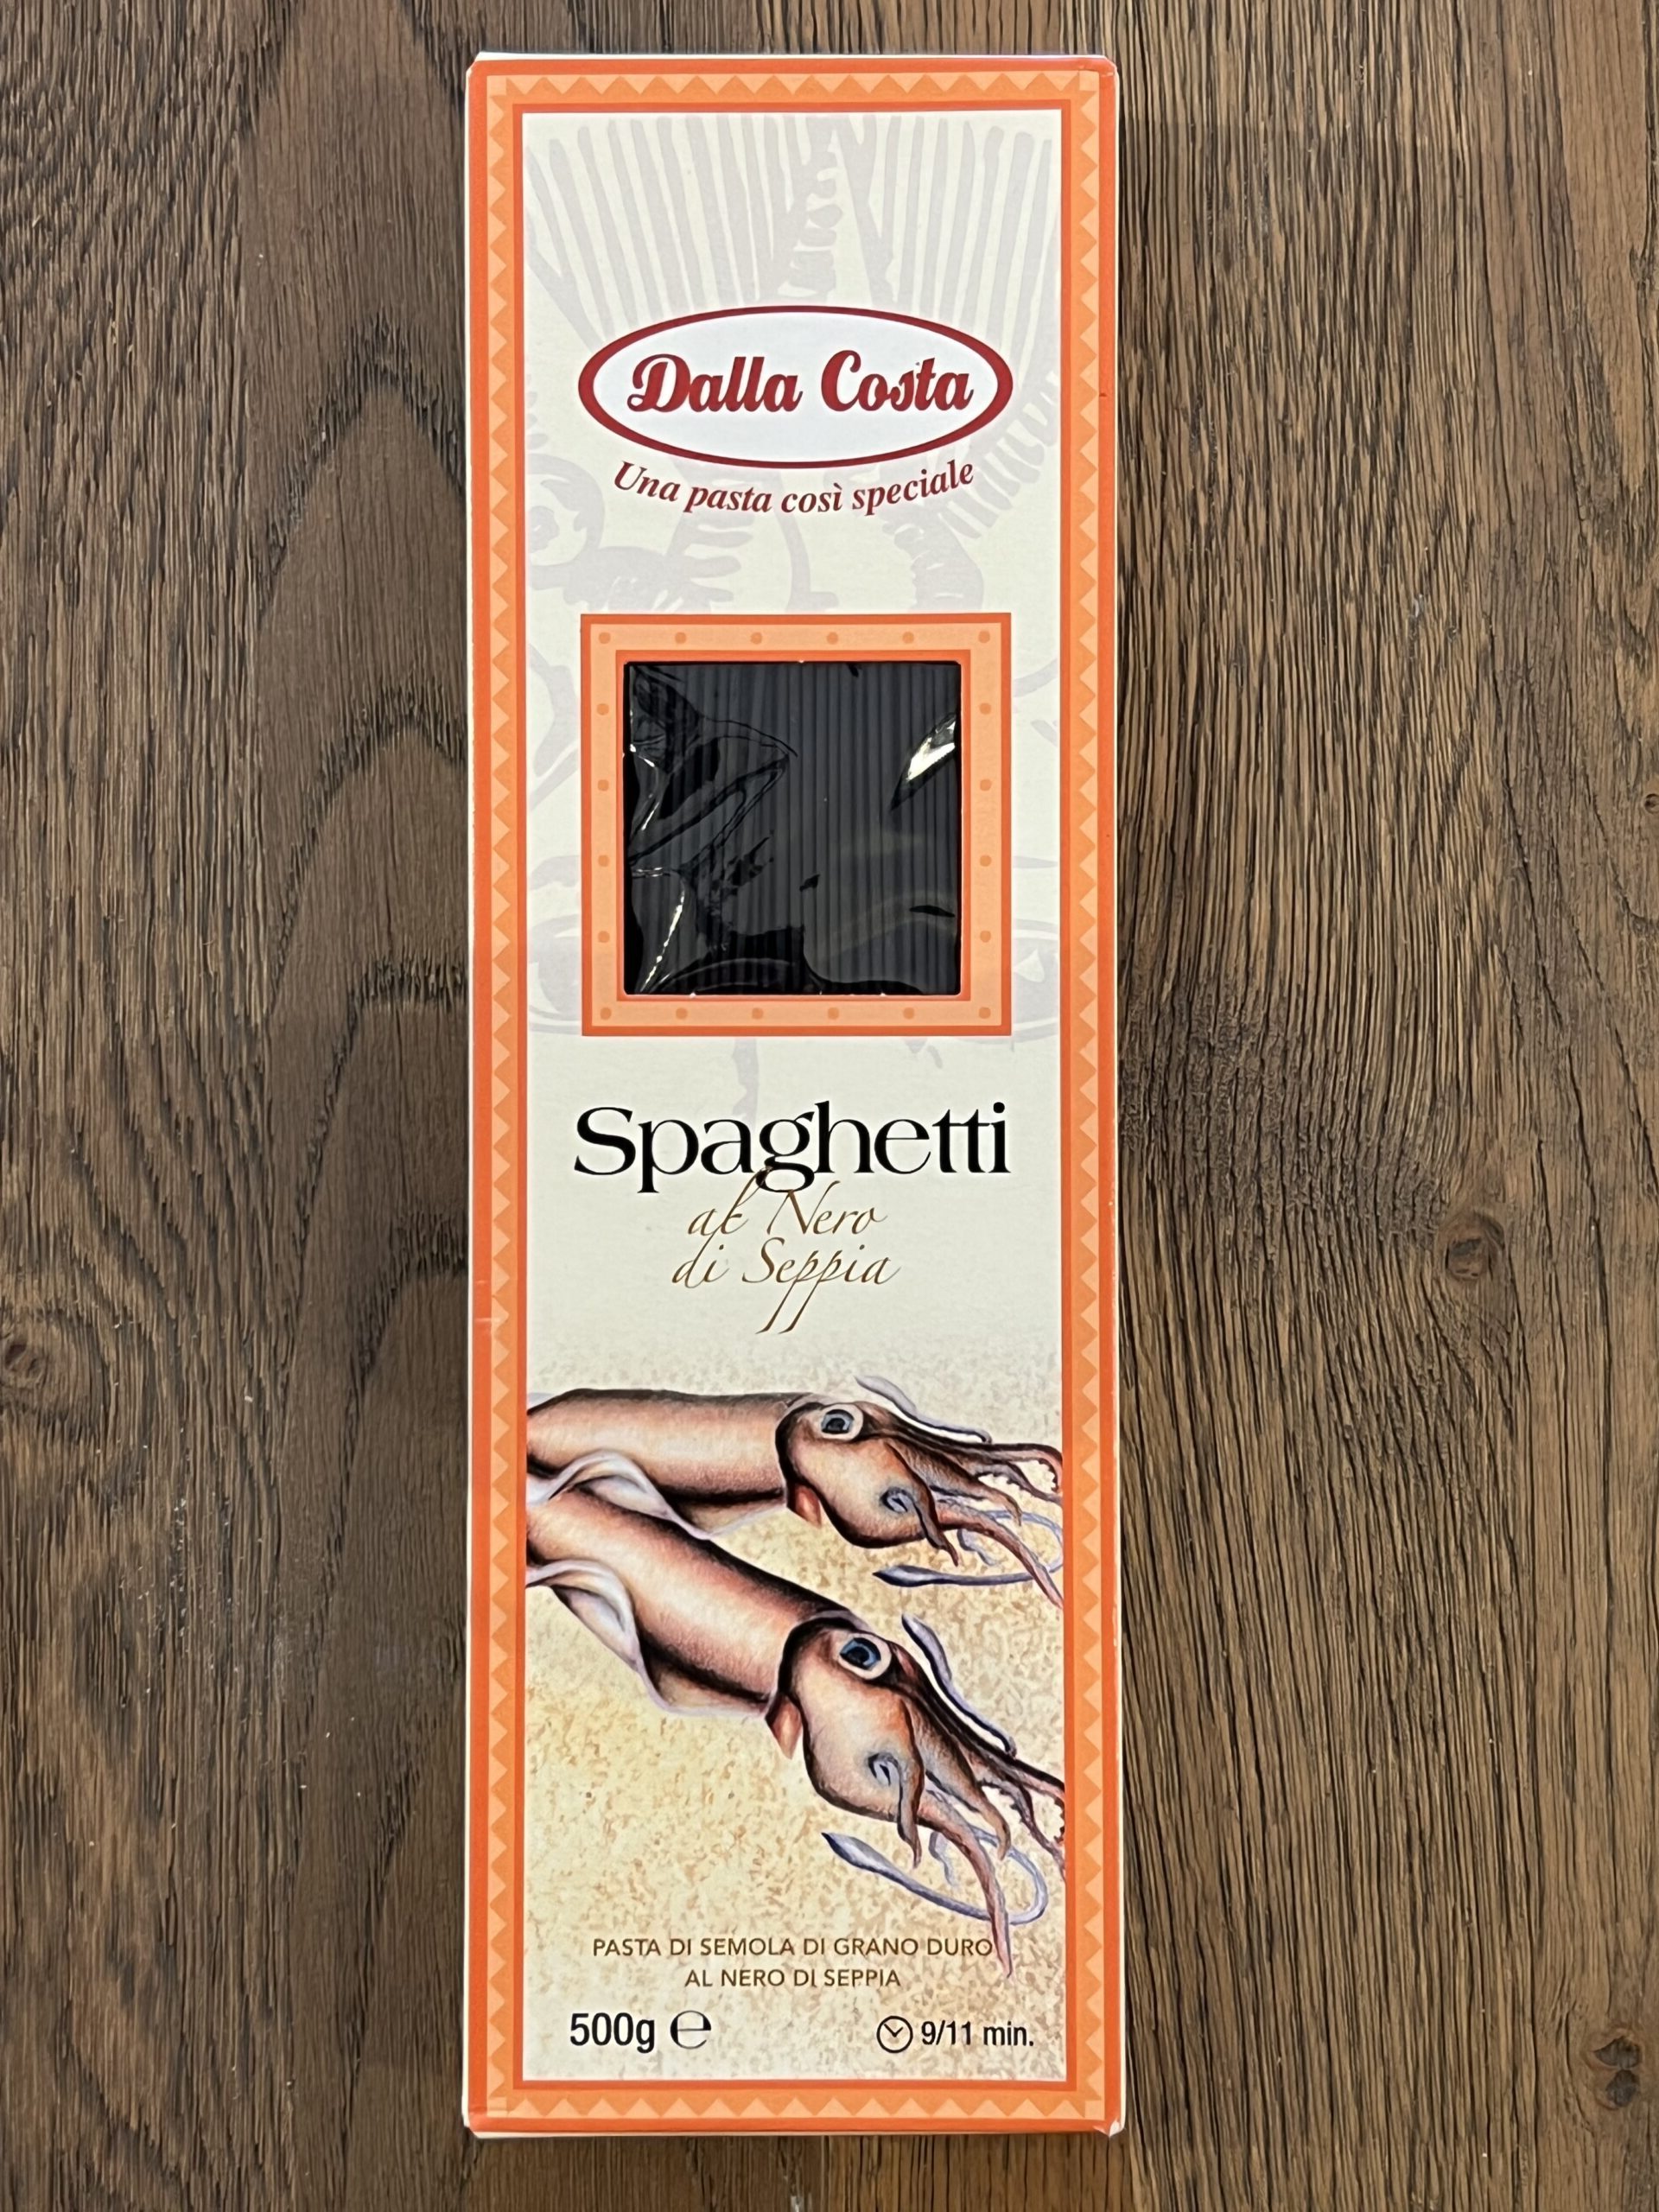 Dalla Costa
Una pasta così speciale
Spaghetti
al Nero
di Seppia
PASTA DI SEMOLA DI GRANO DURO
AL NERO DI SEPPIA
500g ℮
9/11 min.